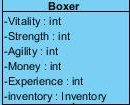 Boxer
-Vitality : int
-Strength : int
-Agility : int
-Money : int
-Experience : int
-inventory : Inventory